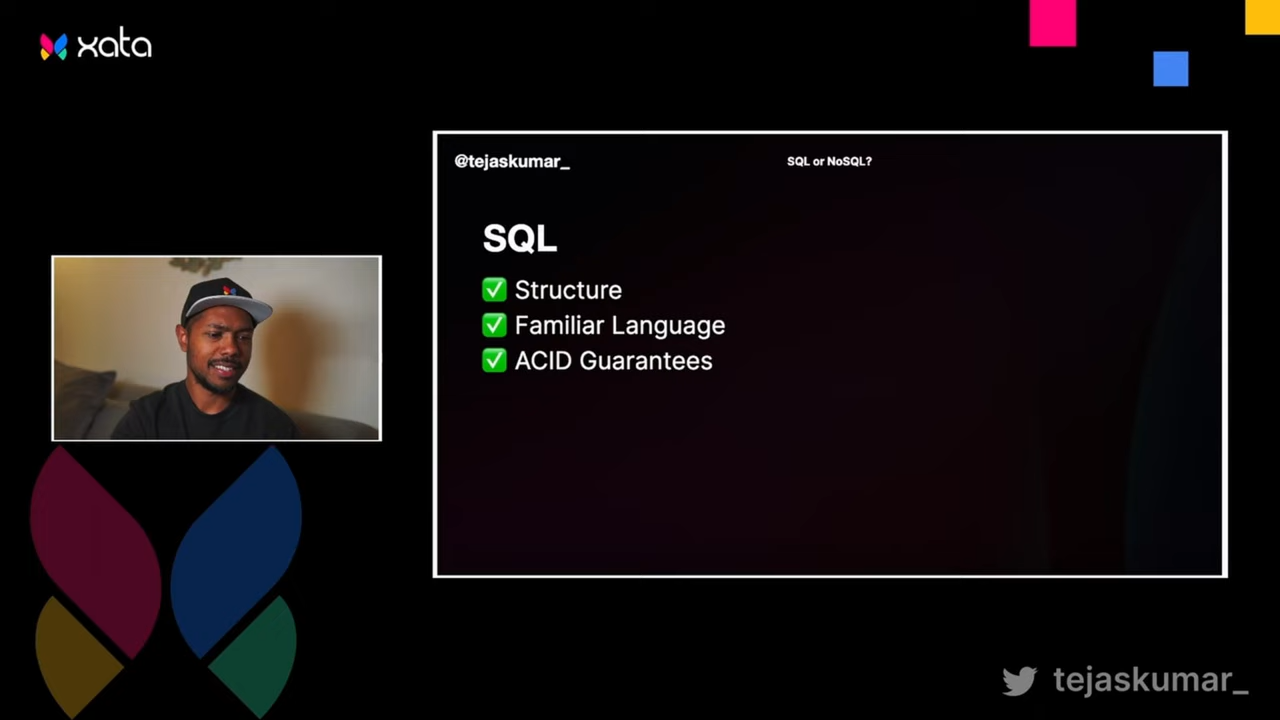 xata
@tejaskumar_
SQL or NoSQL?
SQL
✅ Structure
✅ Familiar Language
✅ ACID Guarantees
tejaskumar_